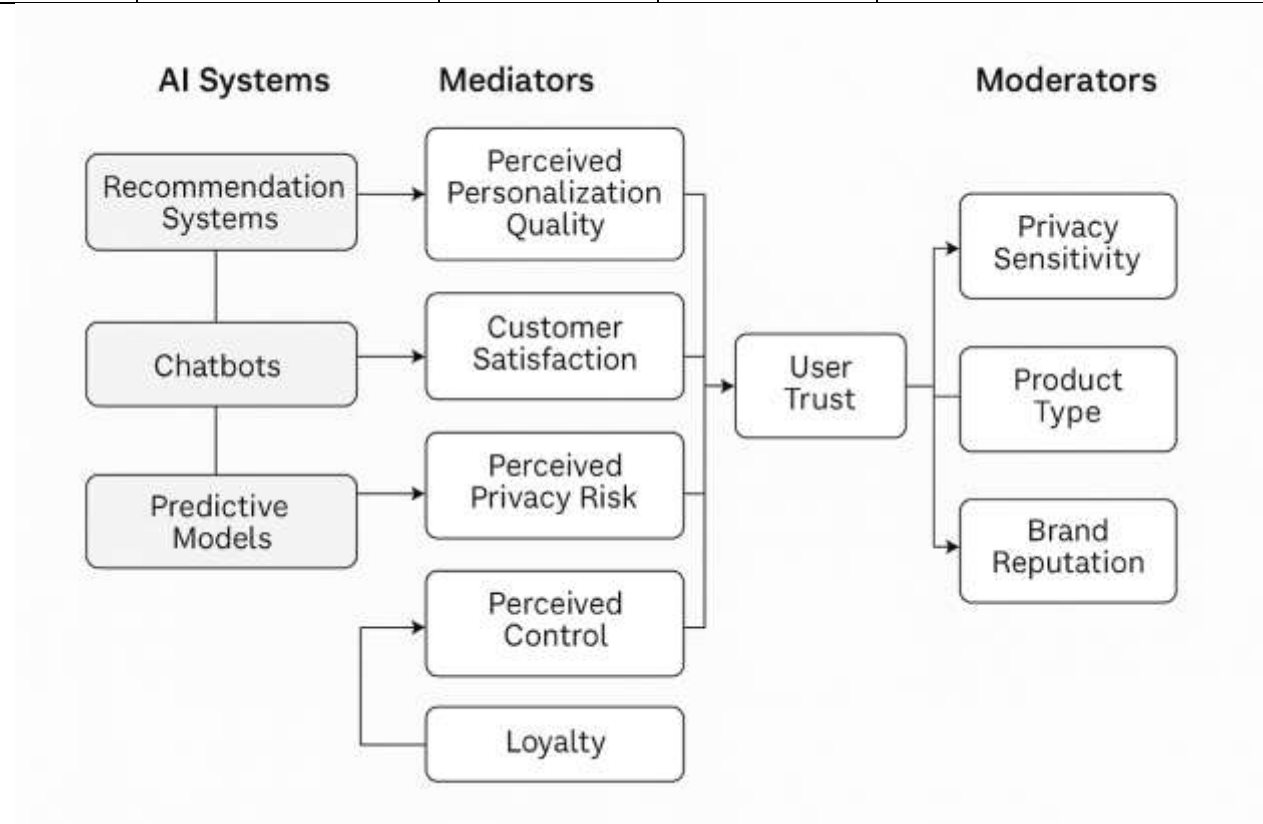 AI Systems
Mediators
Moderators
Recommendation
Systems
Chatbots
Predictive
Models
Perceived
Personalization
Quality
Customer
Satisfaction
Perceived
Privacy Risk
Perceived
Control
Loyalty
User
Trust
Privacy
Sensitivity
Product
Type
Brand
Reputation